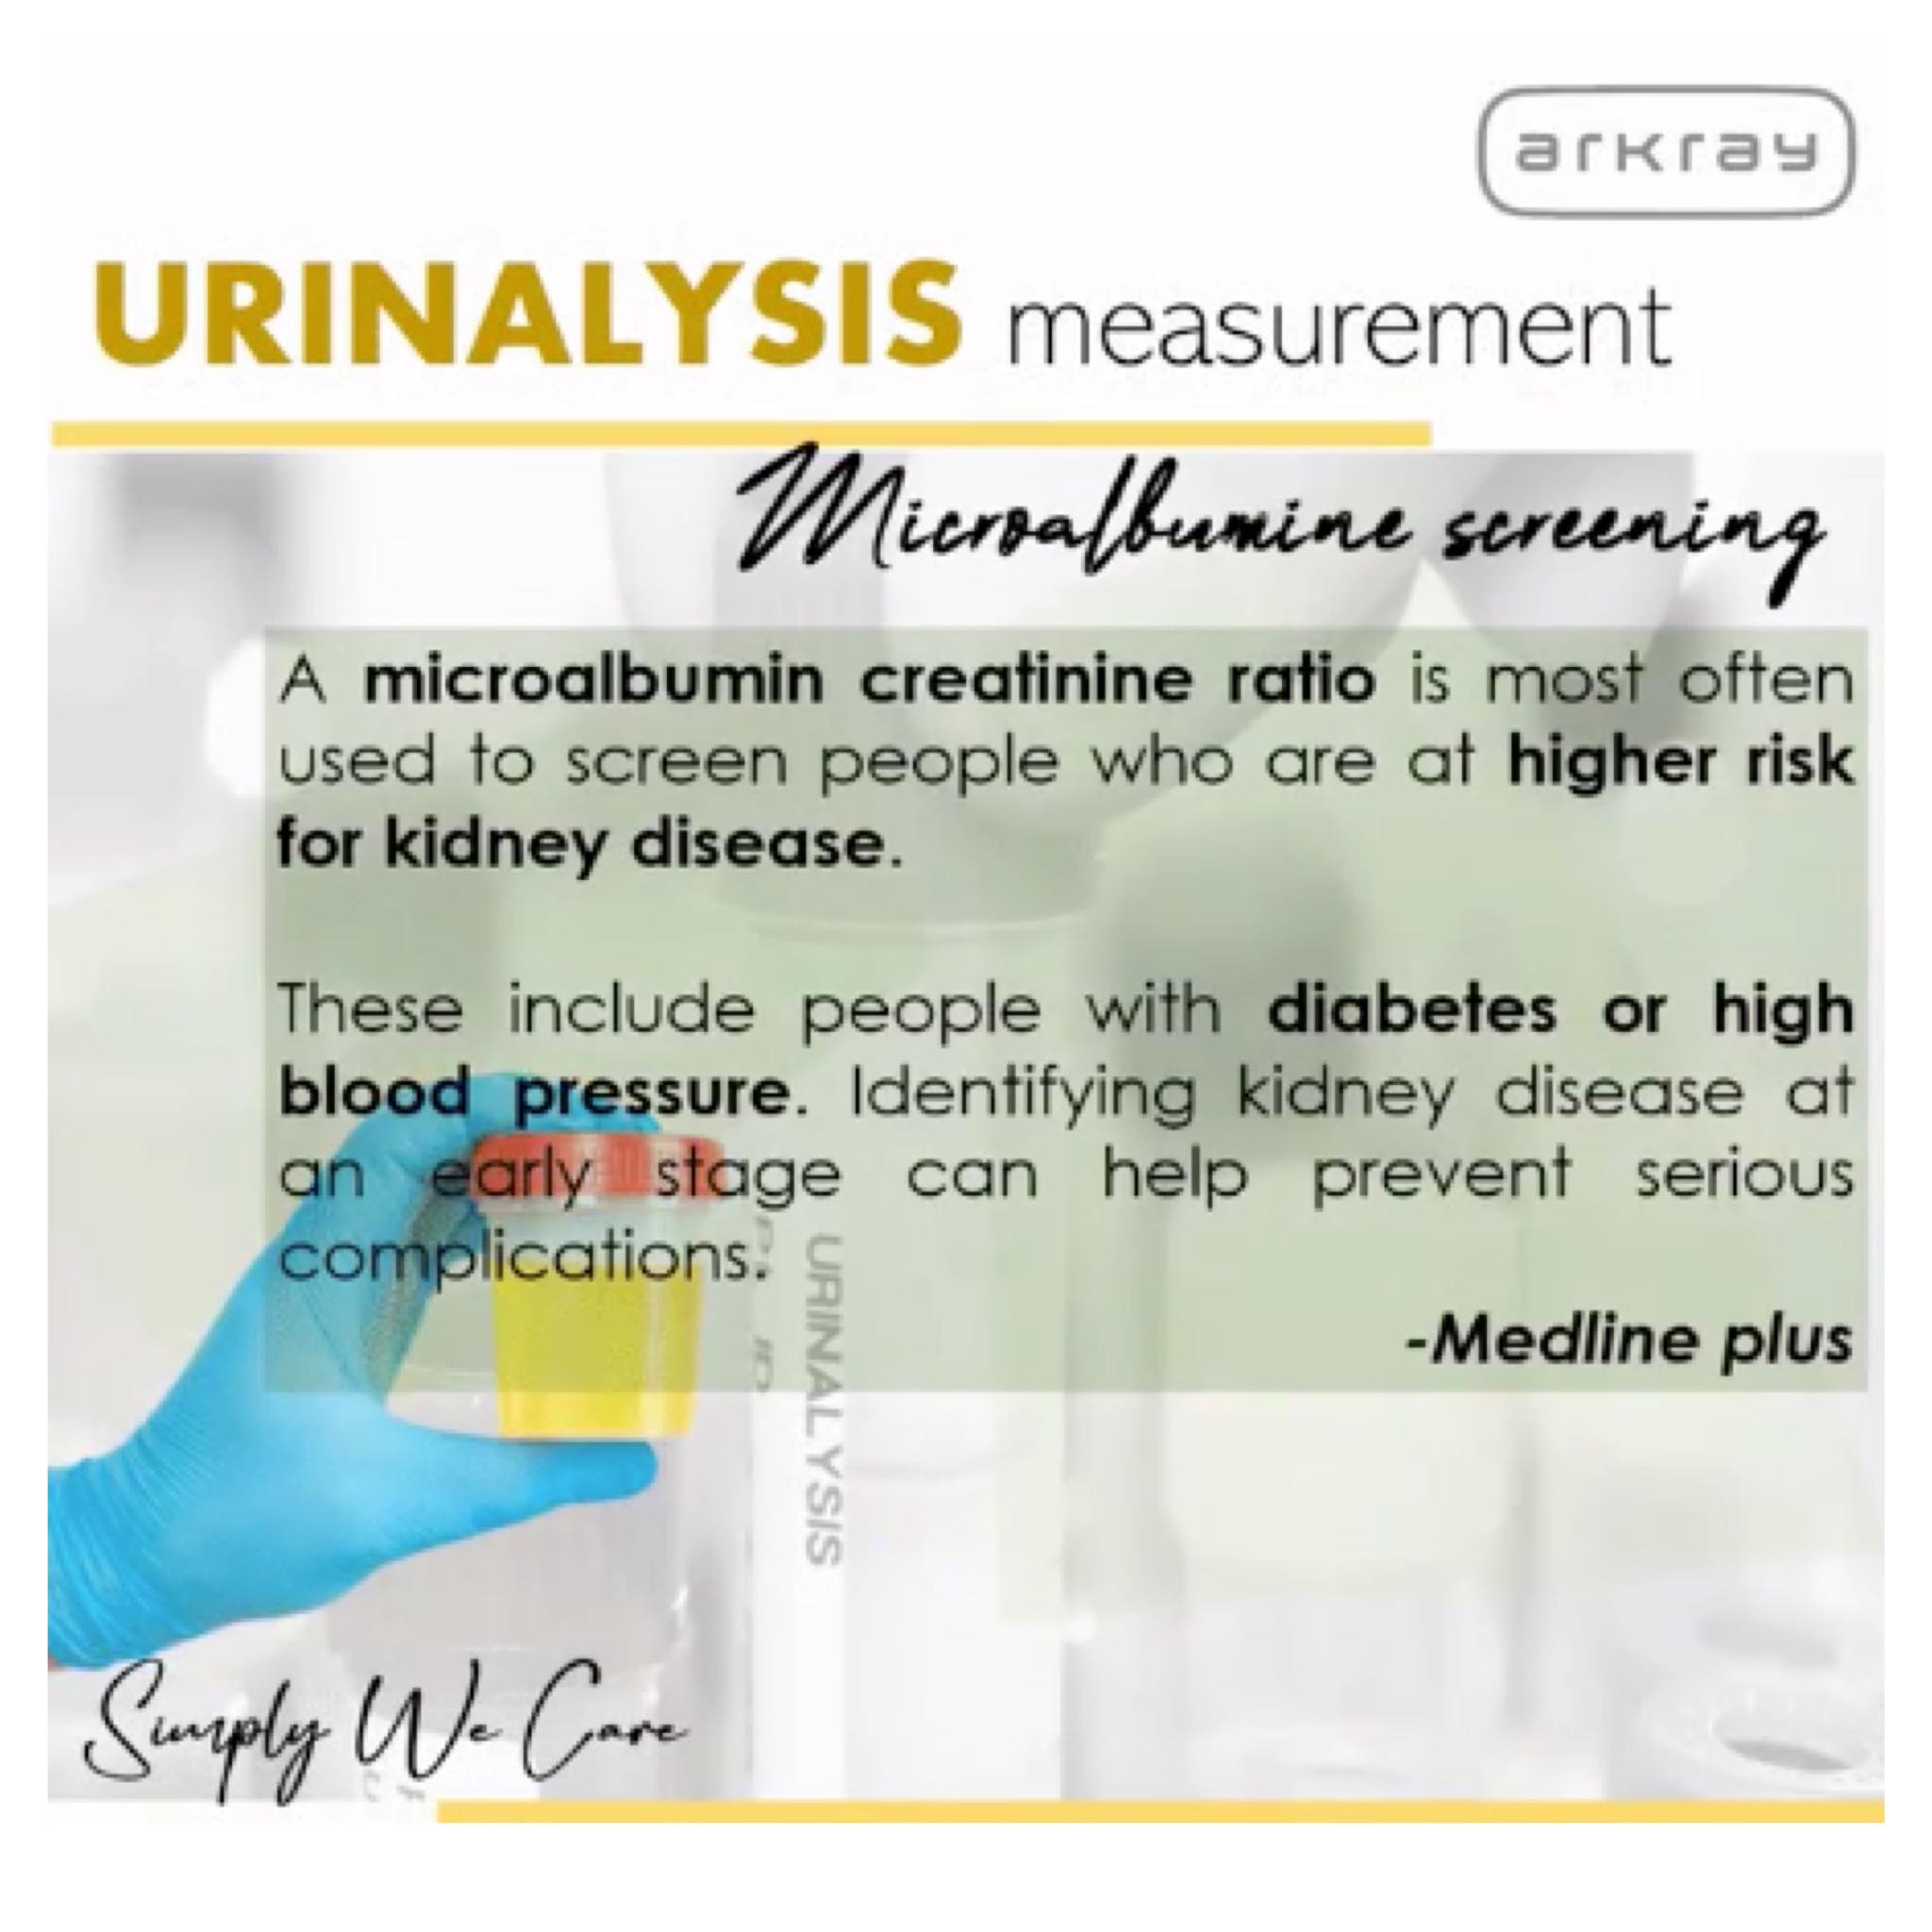 arkray
URINALYSIS measurement
Microalbumine screening
A microalbumin creatinine ratio is most often
used to screen people who are at higher risk
for kidney disease.
These include people with diabetes or high
blood pressure. Identifying kidney disease at
an early stage can help prevent serious
complications.
-Medline plus
URINALYSIS
Simply We Care